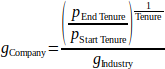 g_Company = (p_End Tenure / p_Start Tenure)^(1/Tenure) / g_Industry